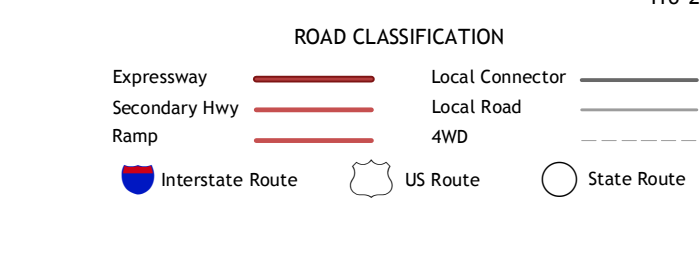 ROAD CLASSIFICATION
Expressway
Local Connector
Secondary Hwy
Local Road
Ramp
4WD
Interstate Route
US Route
State Route